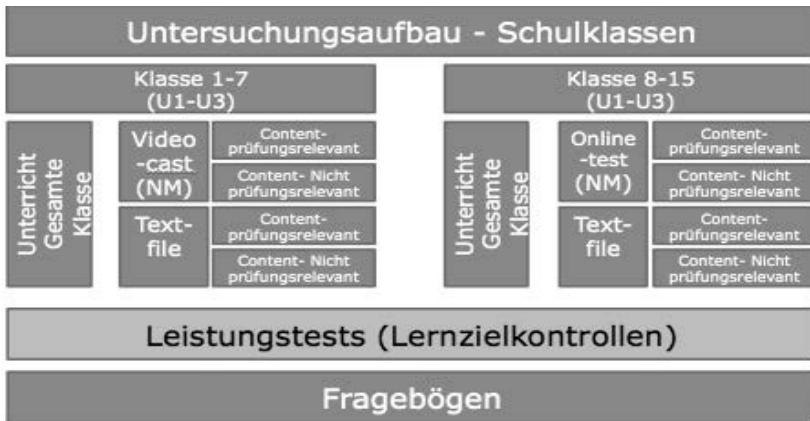 Untersuchungsaufbau - Schulklassen
Klasse 1-7
(U1-U3)
Unterricht
Gesamte
Klasse
Video
-cast
(NM)
Content-
prüfungsrelevant
Content- Nicht
prüfungsrelevant
Text-
file
Content-
prüfungsrelevant
Content- Nicht
prüfungsrelevant
Klasse 8-15
(U1-U3)
Unterricht
Gesamte
Klasse
Online
-test
(NM)
Content-
prüfungsrelevant
Content- Nicht
prüfungsrelevant
Text-
file
Content-
prüfungsrelevant
Content- Nicht
prüfungsrelevant
Leistungstests (Lernzielkontrollen)
Fragebögen